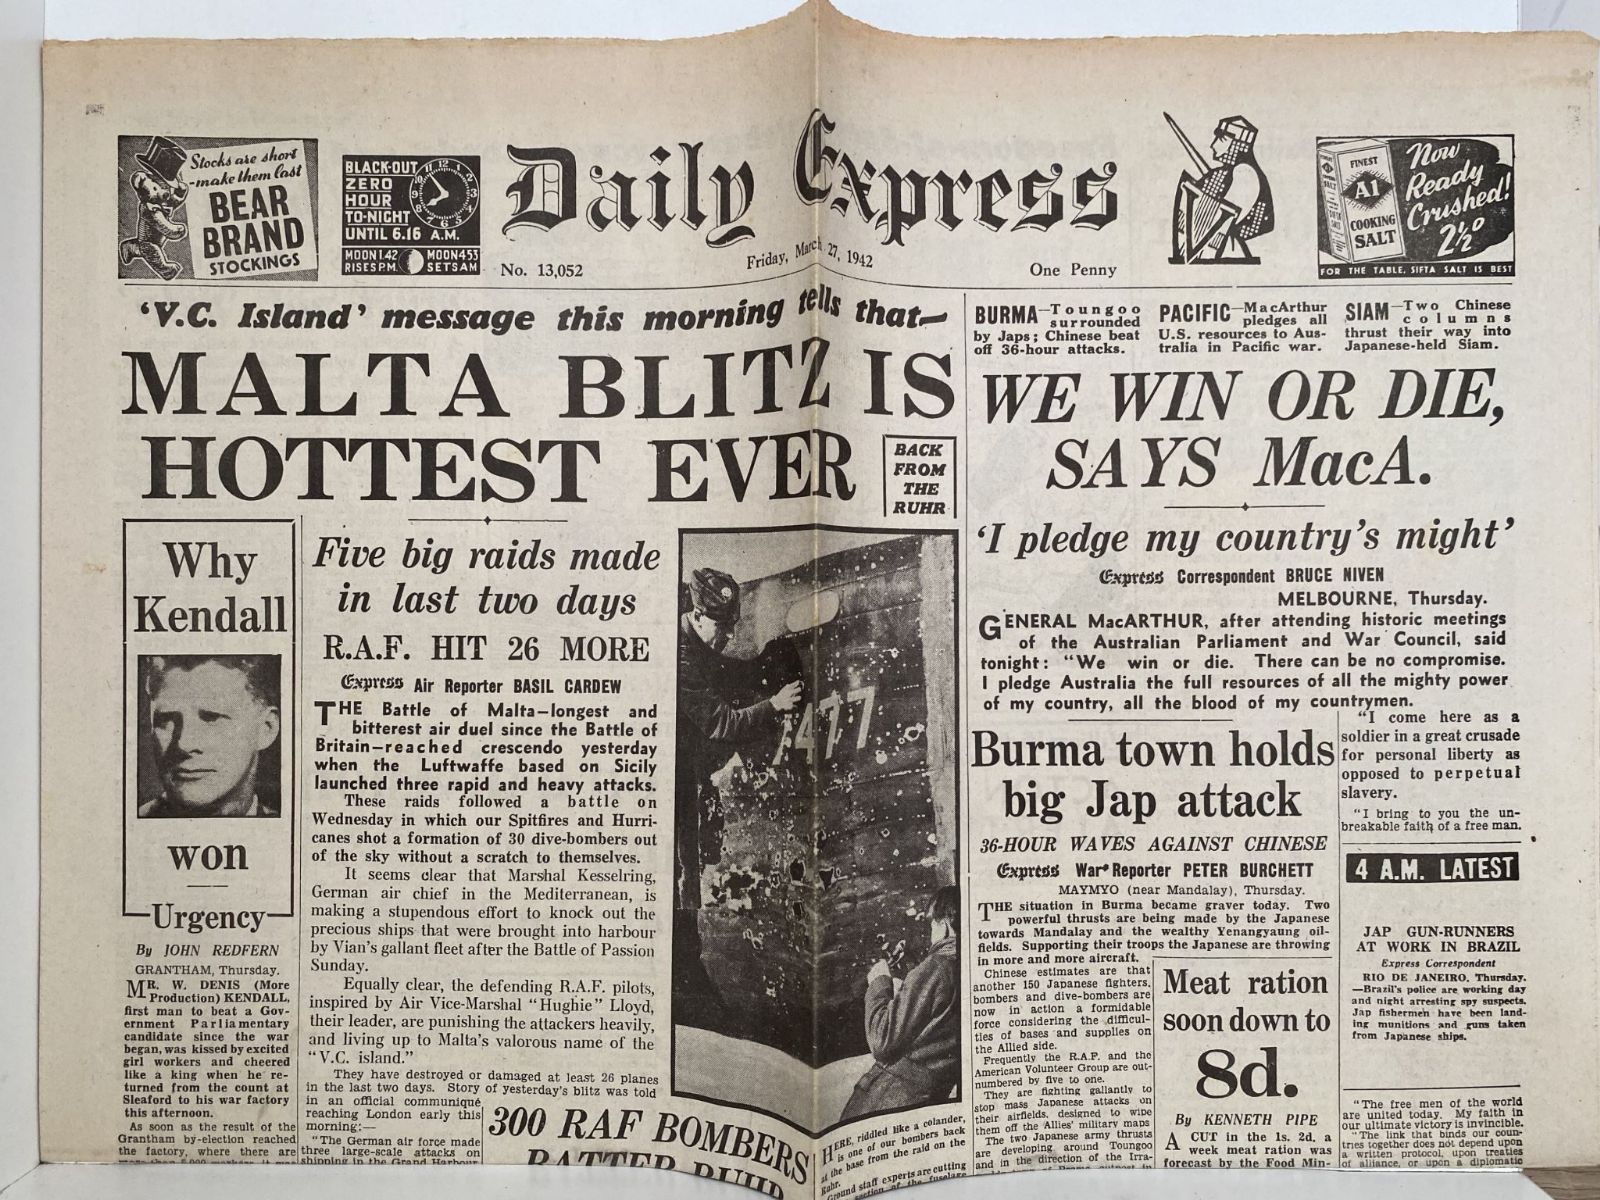 Stocks are short
-make them last
BEAR
BRAND
STOCKINGS
BLACK-OUT
ZERO
HOUR
TO-NIGHT
UNTIL 6.16 A.M.
MOON 1.42
RISES P.M.
MOON 4.53
SETS AM
Daily Express
No. 13,052
Friday, March 27, 1942
One Penny
FINEST
A1
COOKING
SALT
Now
Ready
Crushed!
2½D
FOR THE TABLE, SIFTA SALT IS BEST
'V.C. Island' message this morning tells that—
MALTA BLITZ IS
HOTTEST EVER
BACK
FROM
THE
RUHR
Why
Kendall
won
Urgency
By JOHN REDFERN
GRANTHAM, Thursday.
MR. W. DENIS (More
Production) KENDALL,
first man to beat a Gov-
ernment Parliamentary
candidate since the war
began, was kissed by excited
girl workers and cheered
like a king when he re-
turned from the count at
Sleaford to his war factory
this afternoon.
As soon as the result of the
Grantham by-election reached
the factory, where there are
Five big raids made
in last two days
R.A.F. HIT 26 MORE
Express Air Reporter BASIL CARDEW
THE Battle of Malta—longest and
bitterest air duel since the Battle of
Britain—reached crescendo yesterday
when the Luftwaffe based on Sicily
launched three rapid and heavy attacks.
These raids followed a battle on
Wednesday in which our Spitfires and Hurri-
canes shot a formation of 30 dive-bombers out
of the sky without a scratch to themselves.
It seems clear that Marshal Kesselring,
German air chief in the Mediterranean, is
making a stupendous effort to knock out the
precious ships that were brought into harbour
by Vian's gallant fleet after the Battle of Passion
Sunday.
Equally clear, the defending R.A.F. pilots,
inspired by Air Vice-Marshal "Hughie" Lloyd,
their leader, are punishing the attackers heavily,
and living up to Malta's valorous name of the
"V.C. island."
They have destroyed or damaged at least 26 planes
in the last two days. Story of yesterday's blitz was told
in an official communiqué
reaching London early this
morning:—
"The German air force made
three large-scale attacks on
shipping in the Grand Harbour
300 RAF BOMBERS
BATTER RUHR
7477
HERE, riddled like a colander,
is one of our bombers back
at the base from the raid on the
Ruhr.
Ground staff experts are cutting
section of the fuselage
BURMA—Toungoo
surrounded
by Japs; Chinese beat
off 36-hour attacks.
PACIFIC—MacArthur
pledges all
U.S. resources to Aus-
tralia in Pacific war.
SIAM—Two Chinese
columns
thrust their way into
Japanese-held Siam.
WE WIN OR DIE,
SAYS MacA.
'I pledge my country's might'
Express Correspondent BRUCE NIVEN
MELBOURNE, Thursday.
GENERAL MacARTHUR, after attending historic meetings
of the Australian Parliament and War Council, said
tonight: "We win or die. There can be no compromise.
I pledge Australia the full resources of all the mighty power
of my country, all the blood of my countrymen.
"I come here as a
soldier in a great crusade
for personal liberty as
opposed to perpetual
slavery.
"I bring to you the un-
breakable faith of a free man.
Burma town holds
big Jap attack
36-HOUR WAVES AGAINST CHINESE
Express War Reporter PETER BURCHETT
MAYMYO (near Mandalay), Thursday.
THE situation in Burma became graver today. Two
powerful thrusts are being made by the Japanese
towards Mandalay and the wealthy Yenangyaung oil-
fields. Supporting their troops the Japanese are throwing
in more and more aircraft.
Chinese estimates are that
another 150 Japanese fighters,
bombers and dive-bombers are
now in action a formidable
force considering the difficul-
ties of bases and supplies on
the Allied side.
Frequently the R.A.F. and the
American Volunteer Group are out-
numbered by five to one.
They are fighting gallantly to
stop mass Japanese attacks on
their airfields, designed to wipe
them off the Allies' military maps
The two Japanese army thrusts
are developing around Toungoo
and in the direction of the Irra-
Meat ration
soon down to
8d.
By KENNETH PIPE
A CUT in the 1s. 2d. a
week meat ration was
forecast by the Food Min-
4 A.M. LATEST
JAP GUN-RUNNERS
AT WORK IN BRAZIL
Express Correspondent
RIO DE JANEIRO, Thursday.
—Brazil's police are working day
and night arresting spy suspects.
Jap fishermen have been land-
ing munitions and guns taken
from Japanese ships.
"The free men of the world
are united today. My faith in
our ultimate victory is invincible.
"The link that binds our coun-
tries together does not depend upon
a written protocol, upon treaties
of alliance, or upon a diplomatic